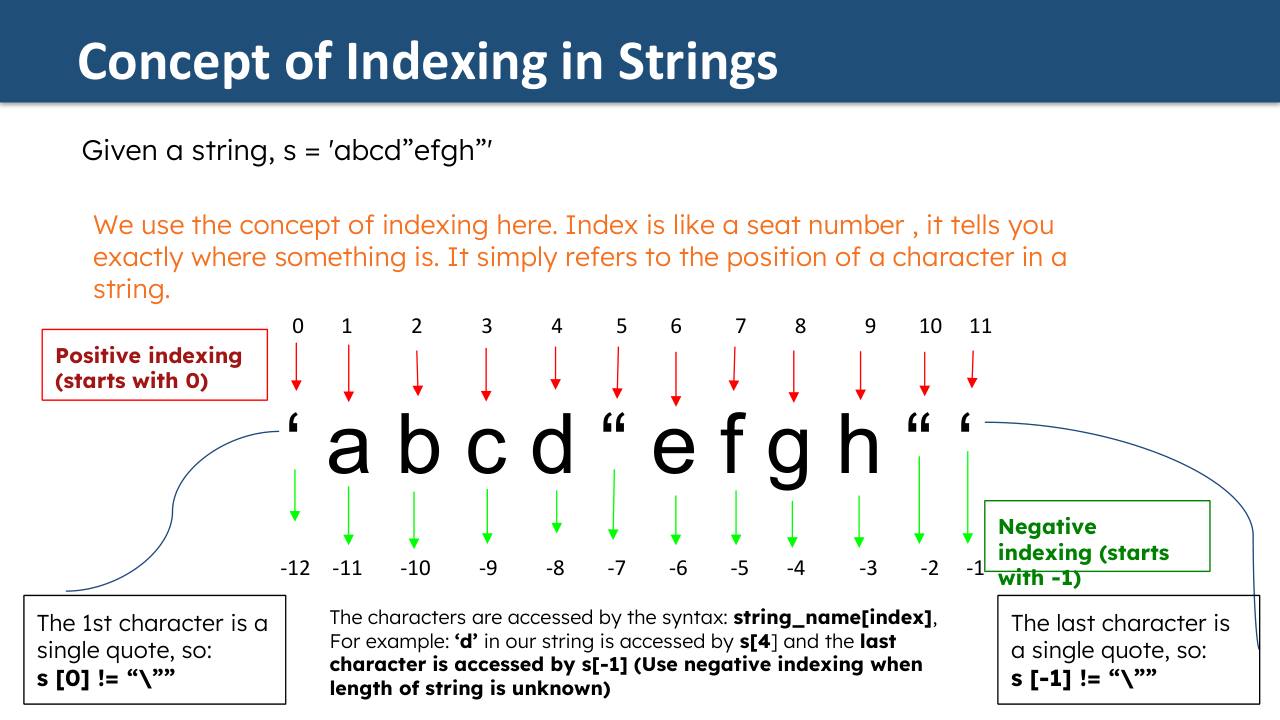 Concept of Indexing in Strings
Given a string, s = 'abcd”efgh”'
We use the concept of indexing here. Index is like a seat number , it tells you
exactly where something is. It simply refers to the position of a character in a
string.
0 1 2 3 4 5 6 7 8 9 10 11
Positive indexing
(starts with 0)
‘ a b c d “ e f g h “ ‘
Negative
indexing (starts
with -1)
-12 -11 -10 -9 -8 -7 -6 -5 -4 -3 -2 -1
The 1st character is a
single quote, so:
s [0] != “\””
The characters are accessed by the syntax: string_name[index],
For example: ‘d’ in our string is accessed by s[4] and the last
character is accessed by s[-1] (Use negative indexing when
length of string is unknown)
The last character is
a single quote, so:
s [-1] != “\””